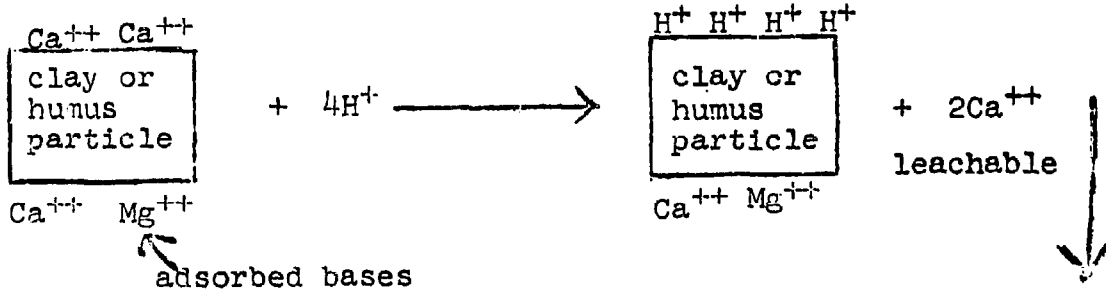 Ca++ Ca++
clay or
humus
particle
Ca++ Mg++
adsorbed bases
+ 4H+
H+ H+ H+ H+
clay or
humus
particle
Ca++ Mg++
+ 2Ca++
leachable